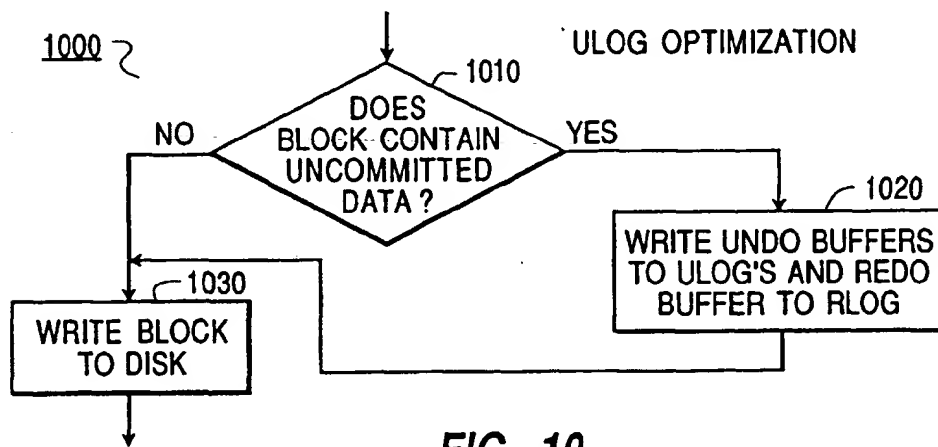 1000
ULOG OPTIMIZATION
1010
DOES
BLOCK CONTAIN
UNCOMMITTED
DATA ?
NO
YES
1020
WRITE UNDO BUFFERS
TO ULOG'S AND REDO
BUFFER TO RLOG
1030
WRITE BLOCK
TO DISK
FIG. 10